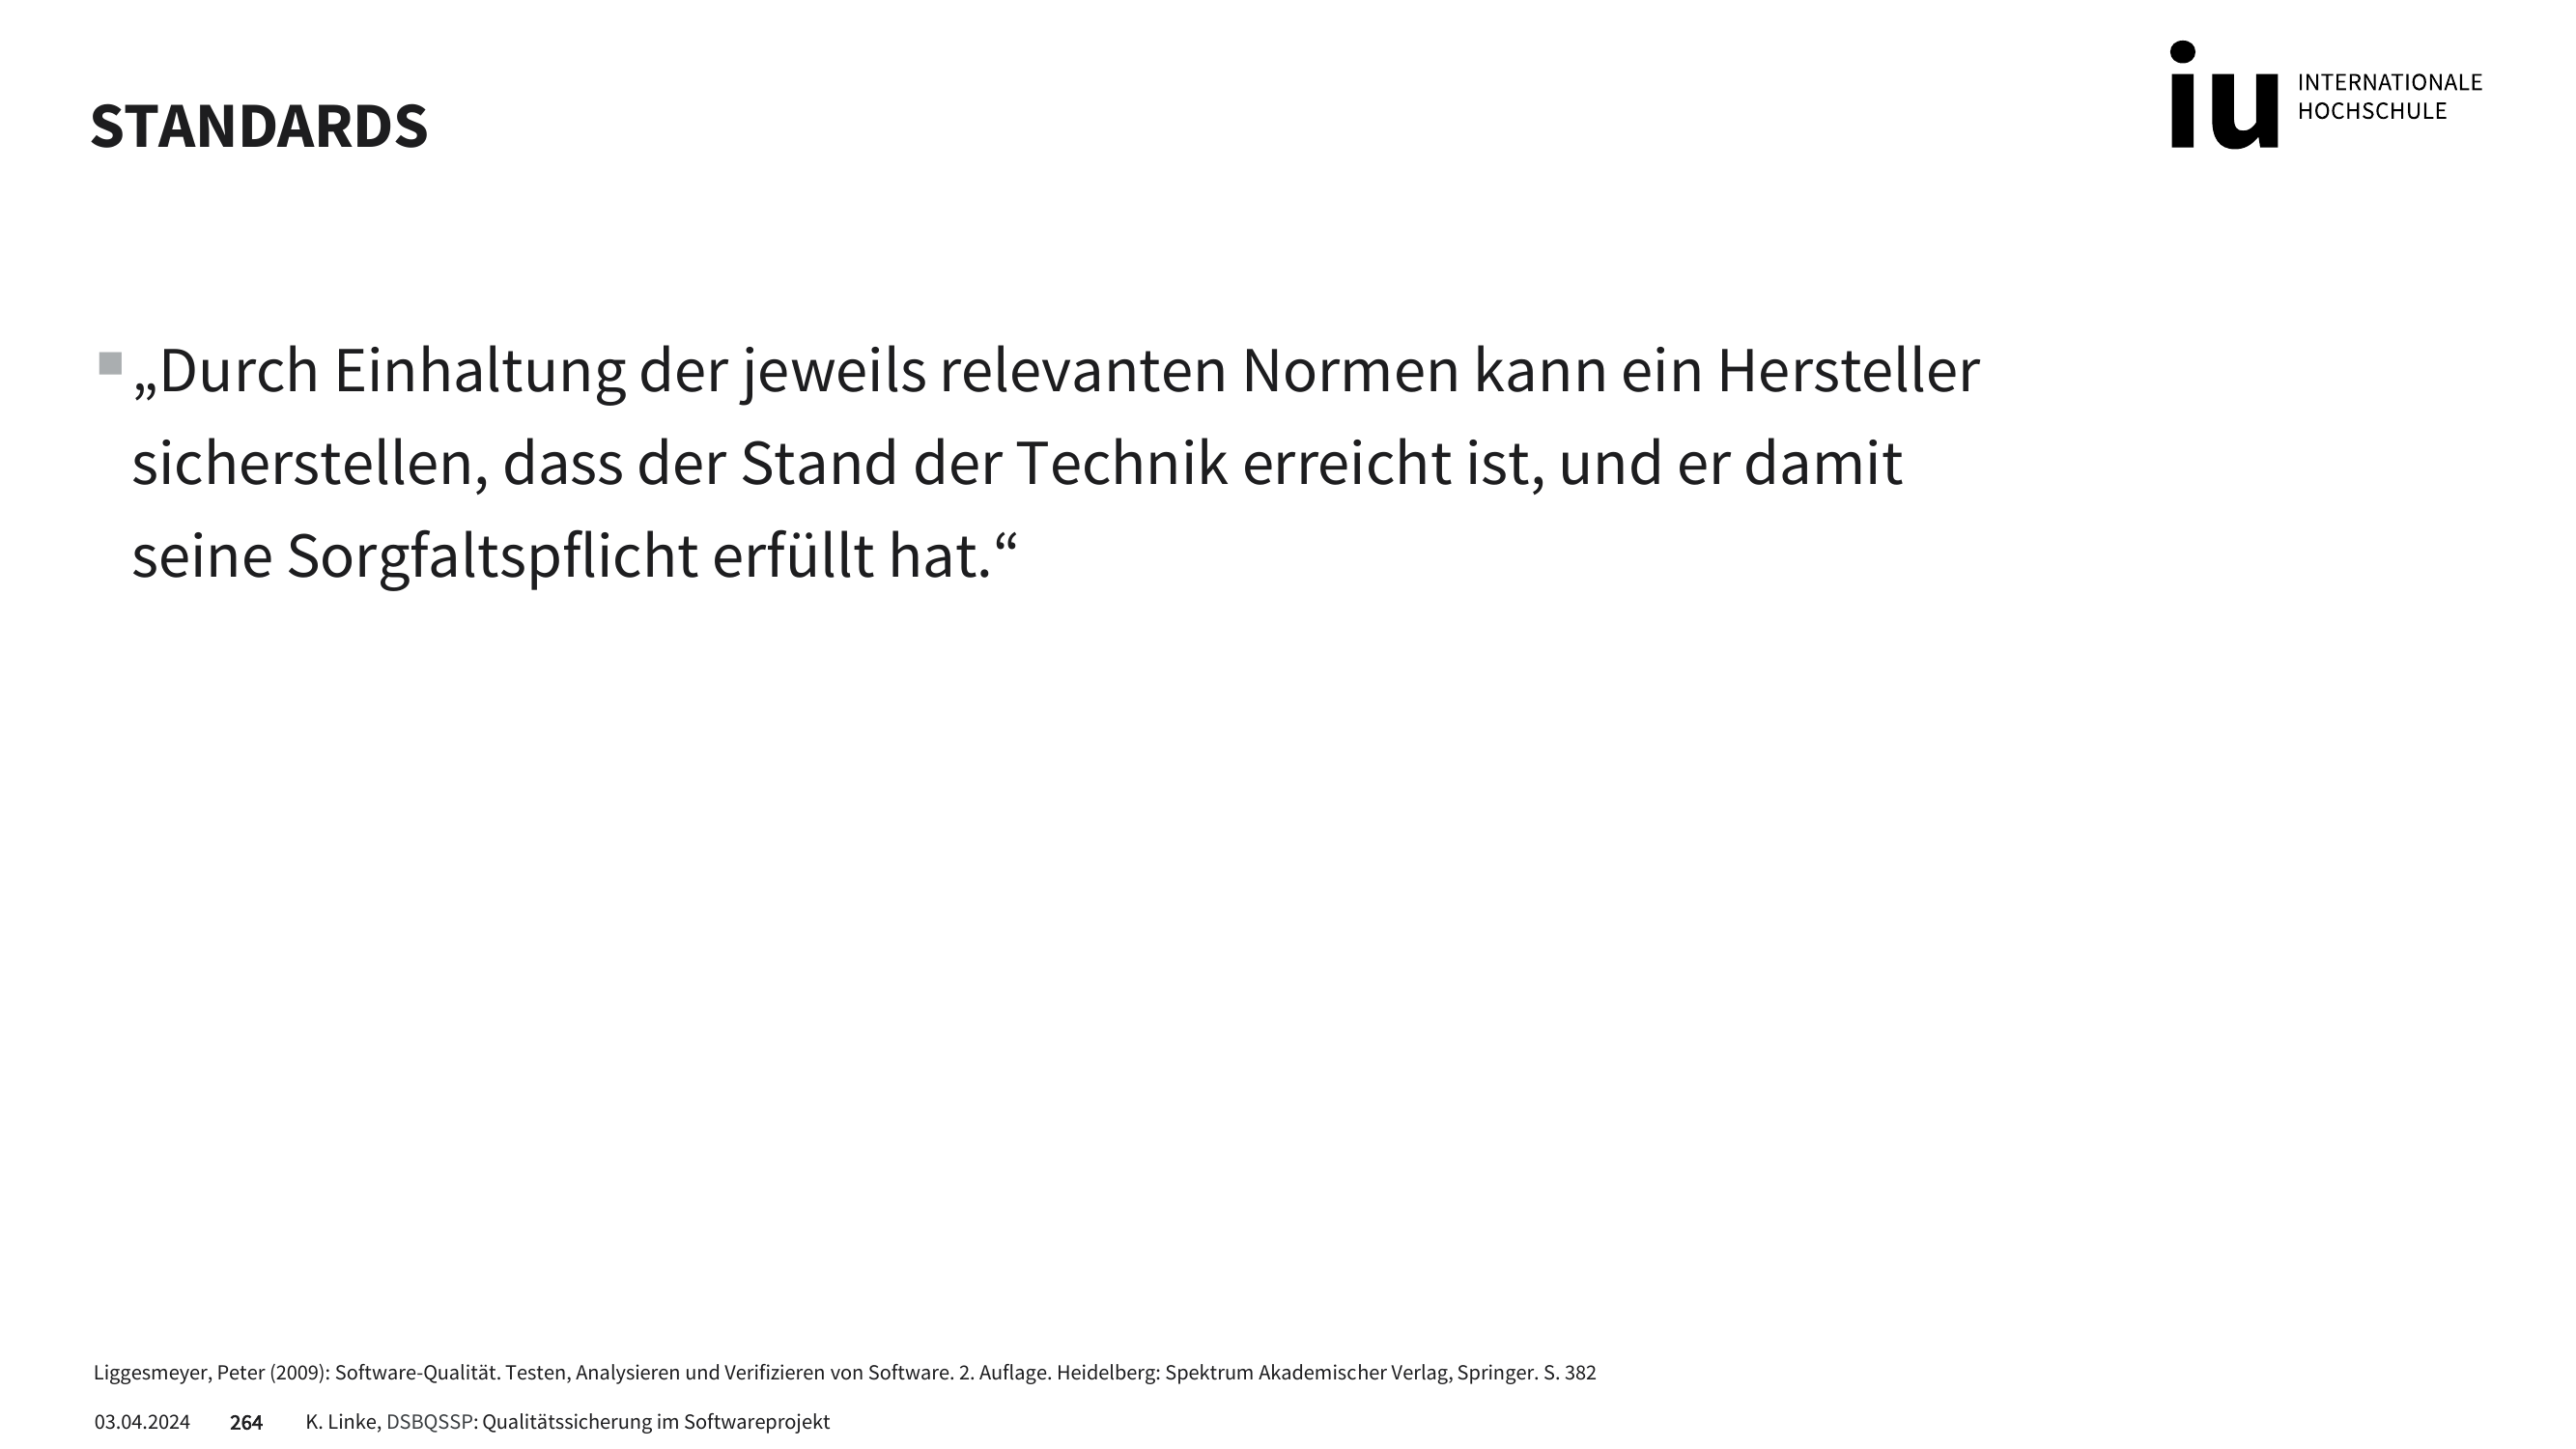 STANDARDS
iu INTERNATIONALE
HOCHSCHULE
„Durch Einhaltung der jeweils relevanten Normen kann ein Hersteller
sicherstellen, dass der Stand der Technik erreicht ist, und er damit
seine Sorgfaltspflicht erfüllt hat.“
Liggesmeyer, Peter (2009): Software-Qualität. Testen, Analysieren und Verifizieren von Software. 2. Auflage. Heidelberg: Spektrum Akademischer Verlag, Springer. S. 382
03.04.2024 264 K. Linke, DSBQSSP: Qualitätssicherung im Softwareprojekt